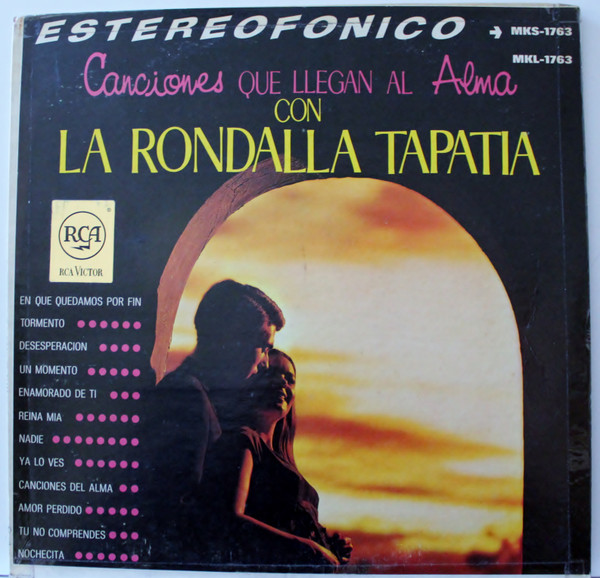 ESTEREOFONICO → MKS-1763
MKL-1763
Canciones QUE LLEGAN AL Alma
CON
LA RONDALLA TAPATIA
RCA
RCA VICTOR
EN QUE QUEDAMOS POR FIN
TORMENTO
DESESPERACION
UN MOMENTO
ENAMORADO DE TI
REINA MIA
NADIE
YA LO VES
CANCIONES DEL ALMA
AMOR PERDIDO
TU NO COMPRENDES
NOCHECITA